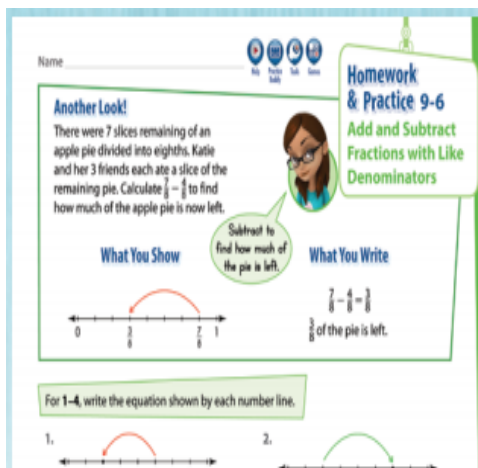 Name
Help
Practice
Buddy
Tools
Games
Homework
& Practice 9-6
Add and Subtract
Fractions with Like
Denominators
Another Look!
There were 7 slices remaining of an
apple pie divided into eighths. Katie
and her 3 friends each ate a slice of the
remaining pie. Calculate 7/8 − 4/8 to find
how much of the apple pie is now left.
Subtract to
find how much of
the pie is left.
What You Show
0 3/8 7/8 1
What You Write
7/8 − 4/8 = 3/8
3/8 of the pie is left.
For 1–4, write the equation shown by each number line.
1.
2.